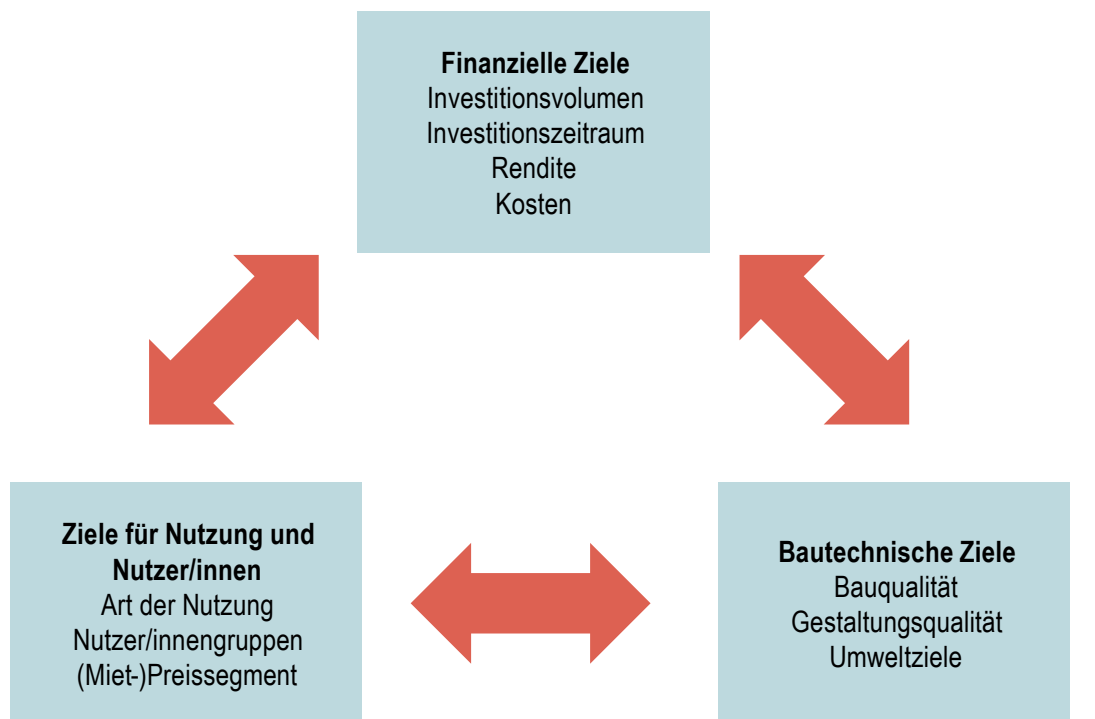 Finanzielle Ziele
Investitionsvolumen
Investitionszeitraum
Rendite
Kosten
Ziele für Nutzung und
Nutzer/innen
Art der Nutzung
Nutzer/innengruppen
(Miet-)Preissegment
Bautechnische Ziele
Bauqualität
Gestaltungsqualität
Umweltziele